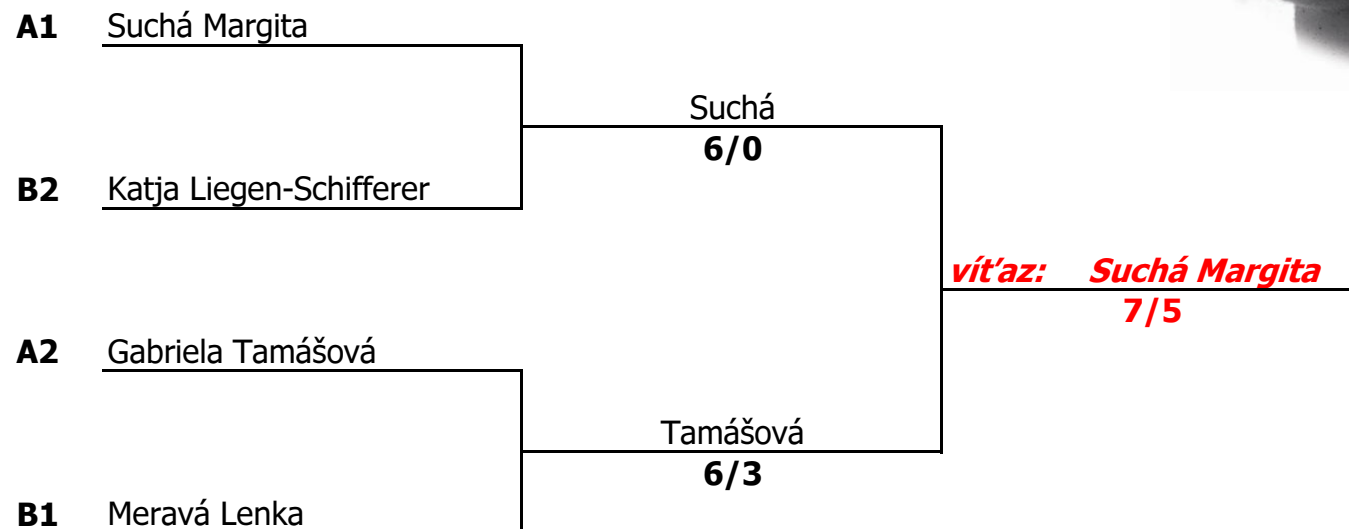 A1 Suchá Margita
Suchá
6/0
B2 Katja Liegen-Schifferer
víťaz: Suchá Margita
7/5
A2 Gabriela Tamášová
Tamášová
6/3
B1 Meravá Lenka